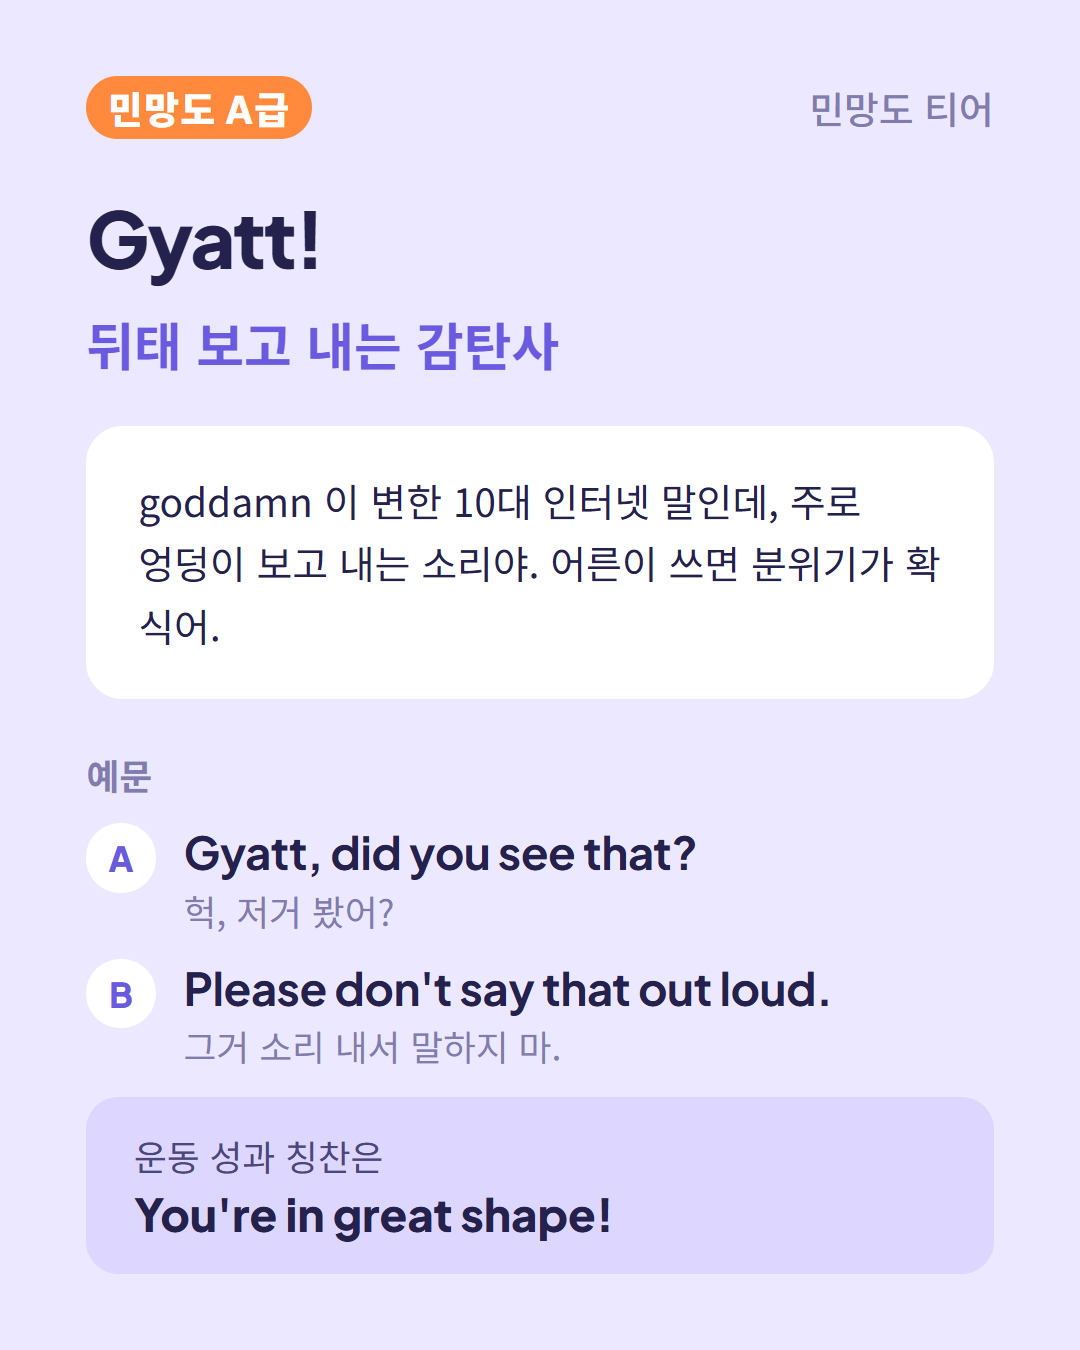 민망도 A급
민망도 티어
Gyatt!
뒤태 보고 내는 감탄사
goddamn 이 변한 10대 인터넷 말인데, 주로
엉덩이 보고 내는 소리야. 어른이 쓰면 분위기가 확
식어.
예문
A
Gyatt, did you see that?
헉, 저거 봤어?
B
Please don't say that out loud.
그거 소리 내서 말하지 마.
운동 성과 칭찬은
You're in great shape!